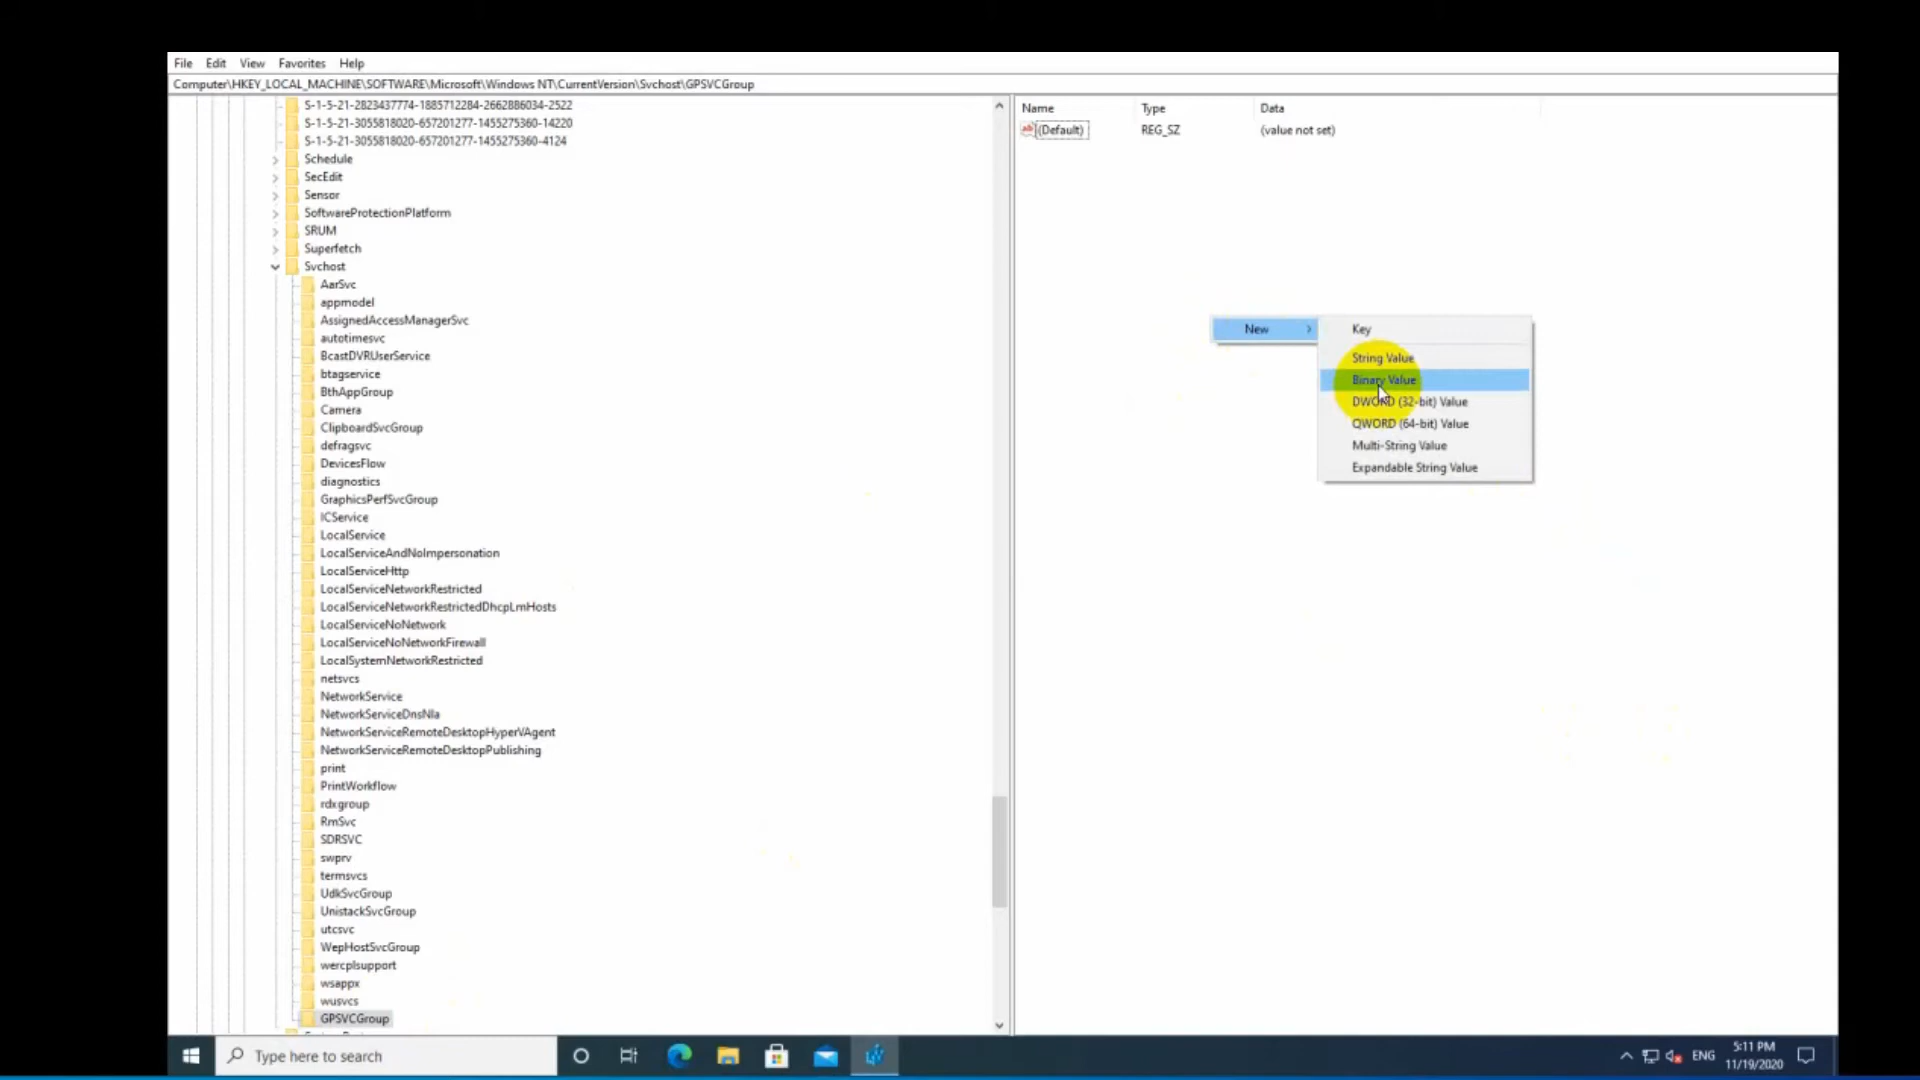 File Edit View Favorites Help
Computer\HKEY_LOCAL_MACHINE\SOFTWARE\Microsoft\Windows NT\CurrentVersion\Svchost\GPSVCGroup
S-1-5-21-2823437774-1885712284-2662886034-2522
S-1-5-21-3055818020-657201277-1455275360-14220
S-1-5-21-3055818020-657201277-1455275360-4124
Schedule
SecEdit
Sensor
SoftwareProtectionPlatform
SRUM
Superfetch
Svchost
AarSvc
appmodel
AssignedAccessManagerSvc
autotimesvc
BcastDVRUserService
btagservice
BthAppGroup
Camera
ClipboardSvcGroup
defragsvc
DevicesFlow
diagnostics
GraphicsPerfSvcGroup
ICService
LocalService
LocalServiceAndNoImpersonation
LocalServiceHttp
LocalServiceNetworkRestricted
LocalServiceNetworkRestrictedDhcpLmHosts
LocalServiceNoNetwork
LocalServiceNoNetworkFirewall
LocalSystemNetworkRestricted
netsvcs
NetworkService
NetworkServiceDnsNla
NetworkServiceRemoteDesktopHyperVAgent
NetworkServiceRemoteDesktopPublishing
print
PrintWorkflow
rdxgroup
RmSvc
SDRSVC
swprv
termsvcs
UdkSvcGroup
UnistackSvcGroup
utcsvc
WepHostSvcGroup
wercplsupport
wsappx
wusvcs
GPSVCGroup
Name Type Data
ab (Default) REG_SZ (value not set)
New
Key
String Value
Binary Value
DWORD (32-bit) Value
QWORD (64-bit) Value
Multi-String Value
Expandable String Value
Type here to search
ENG
5:11 PM
11/19/2020